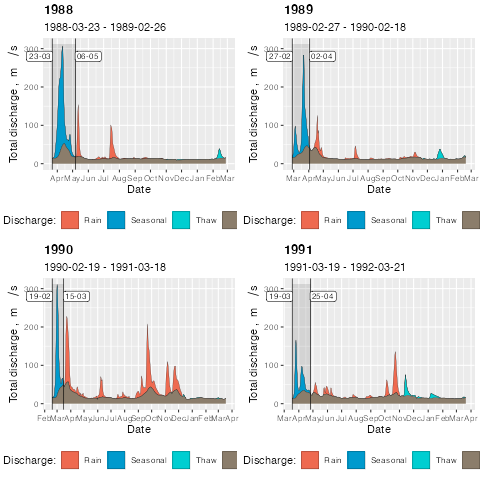 1988
1988-03-23 - 1989-02-26
Total discharge, m /s
300
200
100
0
23-03
06-05
Apr May Jun Jul Aug Sep Oct Nov Dec Jan Feb Mar
Date
Discharge: Rain Seasonal Thaw
1989
1989-02-27 - 1990-02-18
Total discharge, m /s
300
200
100
0
27-02
02-04
Mar Apr May Jun Jul Aug Sep Oct Nov Dec Jan Feb Mar
Date
Discharge: Rain Seasonal Thaw
1990
1990-02-19 - 1991-03-18
Total discharge, m /s
300
200
100
0
19-02
15-03
Feb Mar Apr May Jun Jul Aug Sep Oct Nov Dec Jan Feb Mar Apr
Date
Discharge: Rain Seasonal Thaw
1991
1991-03-19 - 1992-03-21
Total discharge, m /s
300
200
100
0
19-03
25-04
Mar Apr May Jun Jul Aug Sep Oct Nov Dec Jan Feb Mar Apr
Date
Discharge: Rain Seasonal Thaw